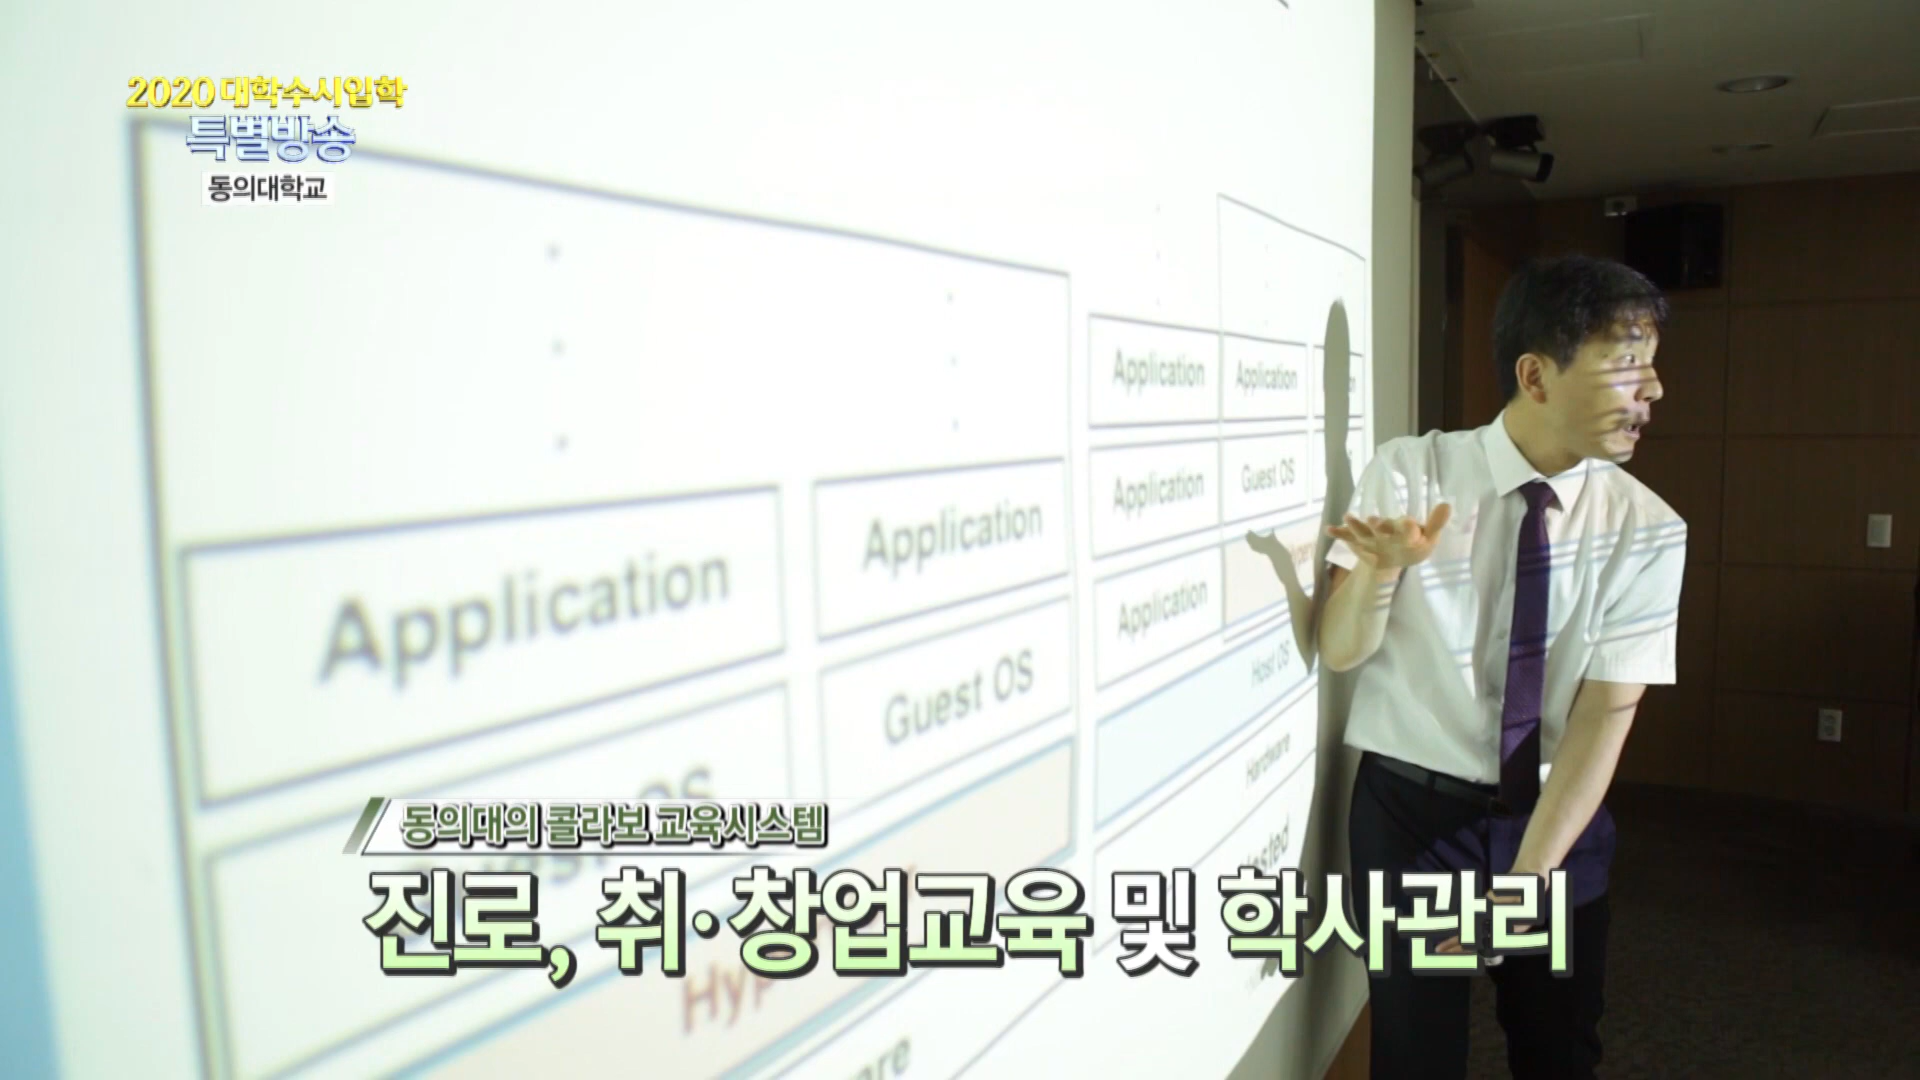 2020 대학수시입학
특별방송
동의대학교
Application
Application
Application
Application
Application
Guest OS
Application
Guest OS
Host OS
Hardware
동의대의 콜라보 교육시스템
진로, 취·창업교육 및 학사관리